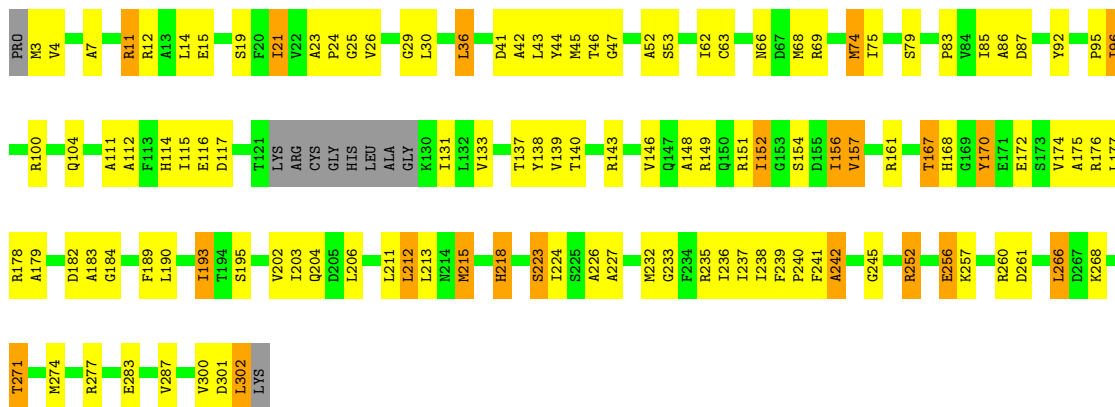 PRO M3 V4 A7 R11 R12 A13 L14 E15 S19 F20 I21 V22 A23 P24 G25 V26 G29 L30 L36 D41 A42 L43 Y44 M45 T46 G47 A52 S53 I62 C63 N66 D67 M68 R69 M74 I75 S79 P83 V84 I85 A86 D87 Y92 P95
R100 Q104 A111 A112 F113 H114 I115 E116 D117 T121 LYS ARG CYS GLY HIS LEU ALA GLY K130 I131 L132 V133 T137 Y138 V139 T140 R143 V146 Q147 A148 R149 Q150 R151 I152 G153 S154 D155 I156 V157 R161 T167 H168 G169 Y170 E171 E172 S173 V174 A175 R176
R178 A179 D182 A183 G184 F189 L190 I193 T194 S195 V202 I203 Q204 D205 L206 L211 L212 L213 N214 M215 H218 S223 I224 S225 A226 A227 M232 G233 F234 R235 I236 I237 I238 F239 P240 F241 A242 G245 R252 E256 K257 R260 D261 L266 D267 K268
T271 M274 R277 E283 V287 V300 D301 L302 LYS